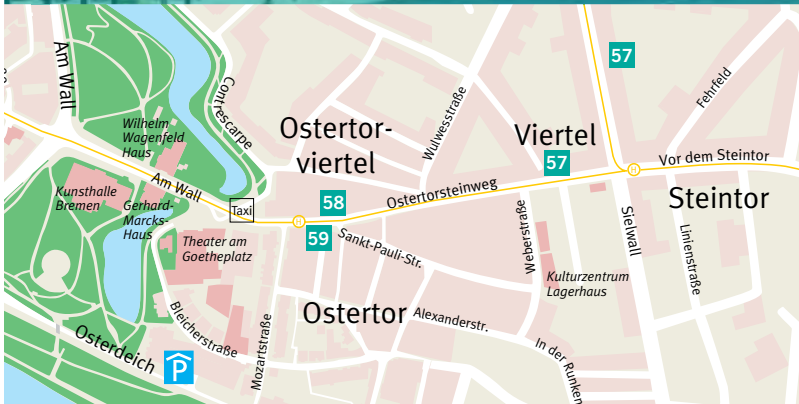 Am Wall
Contrescarpe
57
Fehrfeld
Wilhelm
Wagenfeld
Haus
Ostertor-
viertel
Wulwesstraße
Viertel
57
Vor dem Steintor
Am Wall
Kunsthalle
Bremen
Gerhard-
Marcks-
Haus
Taxi
H
58
Ostertorsteinweg
H
Steintor
59
Sankt-Pauli-Str.
Weberstraße
Sielwall
Linienstraße
Theater am
Goetheplatz
Kulturzentrum
Lagerhaus
Ostertor
Alexanderstr.
Bleicherstraße
Mozartstraße
In der Runken
Osterdeich
P